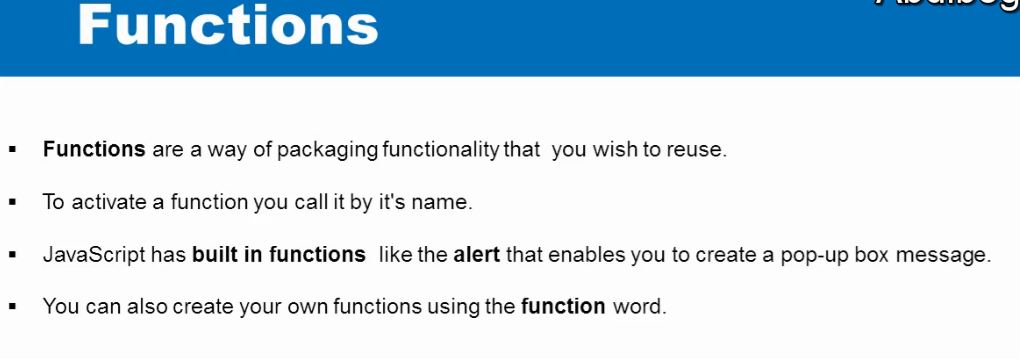 Functions
▪ Functions are a way of packaging functionality that you wish to reuse.
▪ To activate a function you call it by it's name.
▪ JavaScript has built in functions like the alert that enables you to create a pop-up box message.
▪ You can also create your own functions using the function word.